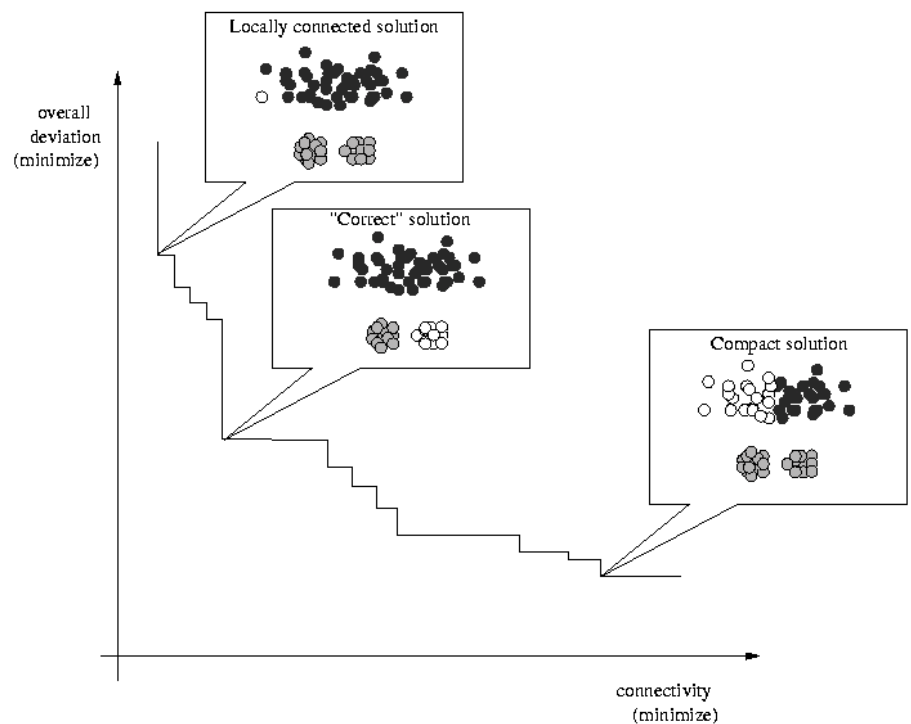 Locally connected solution
overall
deviation
(minimize)
"Correct" solution
Compact solution
connectivity
(minimize)